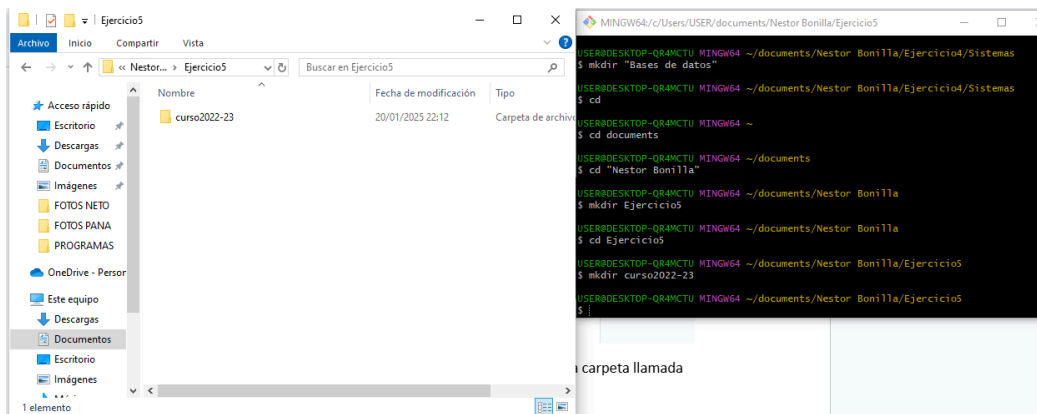 Ejercicio5
Archivo Inicio Compartir Vista
« Nestor... › Ejercicio5
Buscar en Ejercicio5
Acceso rápido
Escritorio
Descargas
Documentos
Imágenes
FOTOS NETO
FOTOS PANA
PROGRAMAS
OneDrive - Person
Este equipo
Descargas
Documentos
Escritorio
Imágenes
Nombre Fecha de modificación Tipo
curso2022-23 20/01/2025 22:12 Carpeta de archivo
1 elemento
MINGW64:/c/Users/USER/documents/Nestor Bonilla/Ejercicio5
USER@DESKTOP-QR4MCTU MINGW64 ~/documents/Nestor Bonilla/Ejercicio4/Sistemas
$ mkdir "Bases de datos"
USER@DESKTOP-QR4MCTU MINGW64 ~/documents/Nestor Bonilla/Ejercicio4/Sistemas
$ cd
USER@DESKTOP-QR4MCTU MINGW64 ~
$ cd documents
USER@DESKTOP-QR4MCTU MINGW64 ~/documents
$ cd "Nestor Bonilla"
USER@DESKTOP-QR4MCTU MINGW64 ~/documents/Nestor Bonilla
$ mkdir Ejercicio5
USER@DESKTOP-QR4MCTU MINGW64 ~/documents/Nestor Bonilla
$ cd Ejercicio5
USER@DESKTOP-QR4MCTU MINGW64 ~/documents/Nestor Bonilla/Ejercicio5
$ mkdir curso2022-23
USER@DESKTOP-QR4MCTU MINGW64 ~/documents/Nestor Bonilla/Ejercicio5
$
carpeta llamada